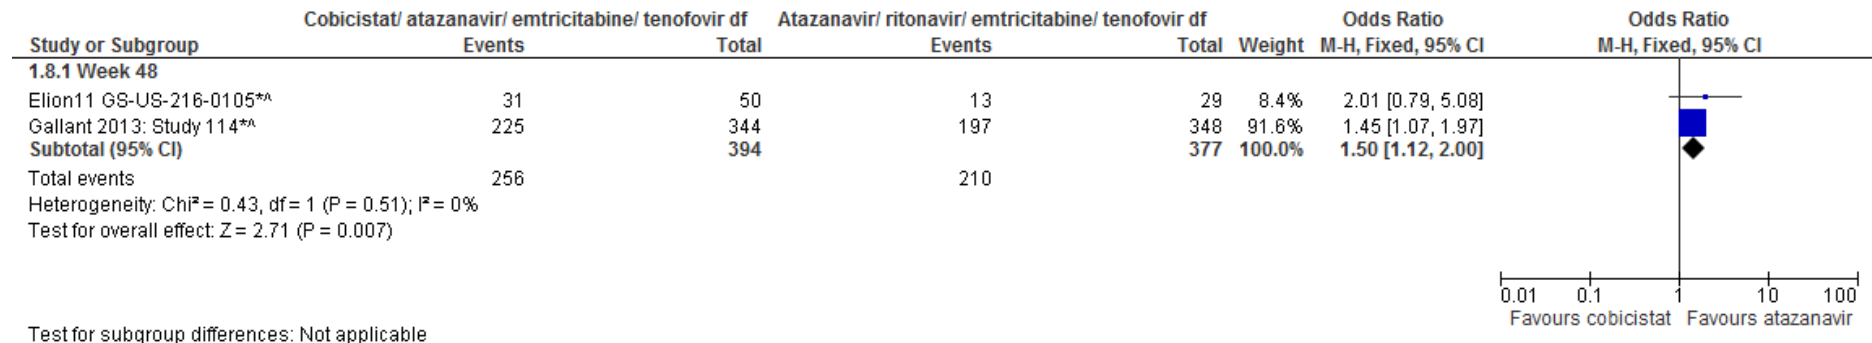 Cobicistat/ atazanavir/ emtricitabine/ tenofovir df Atazanavir/ ritonavir/ emtricitabine/ tenofovir df Odds Ratio Odds Ratio
Study or Subgroup Events Total Events Total Weight M-H, Fixed, 95% CI M-H, Fixed, 95% CI
1.8.1 Week 48
Elion11 GS-US-216-0105*^ 31 50 13 29 8.4% 2.01 [0.79, 5.08]
Gallant 2013: Study 114*^ 225 344 197 348 91.6% 1.45 [1.07, 1.97]
Subtotal (95% CI) 394 377 100.0% 1.50 [1.12, 2.00]
Total events 256 210
Heterogeneity: Chi² = 0.43, df = 1 (P = 0.51); I² = 0%
Test for overall effect: Z = 2.71 (P = 0.007)
0.01 0.1 1 10 100
Favours cobicistat Favours atazanavir
Test for subgroup differences: Not applicable